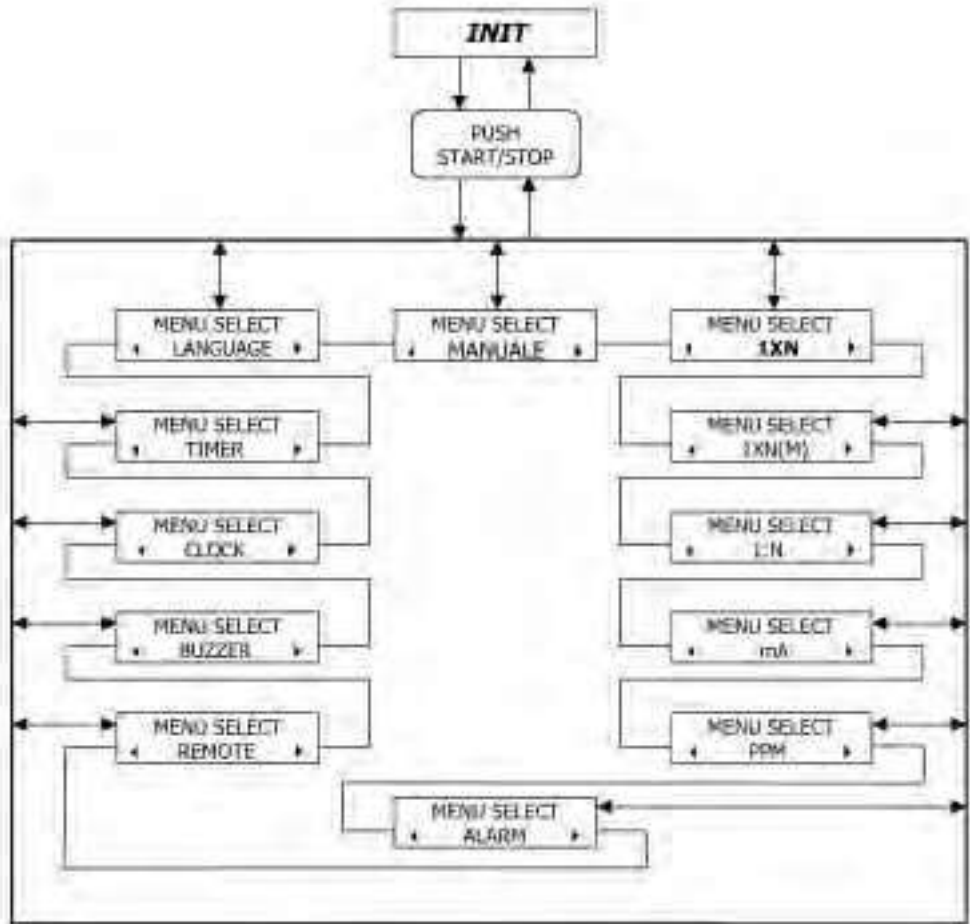 INIT
PUSH
START/STOP
MENU SELECT
LANGUAGE
MENU SELECT
MANUALE
MENU SELECT
1XN
MENU SELECT
TIMER
MENU SELECT
1XN(M)
MENU SELECT
CLOCK
MENU SELECT
1:N
MENU SELECT
BUZZER
MENU SELECT
mA
MENU SELECT
REMOTE
MENU SELECT
PPM
MENU SELECT
ALARM